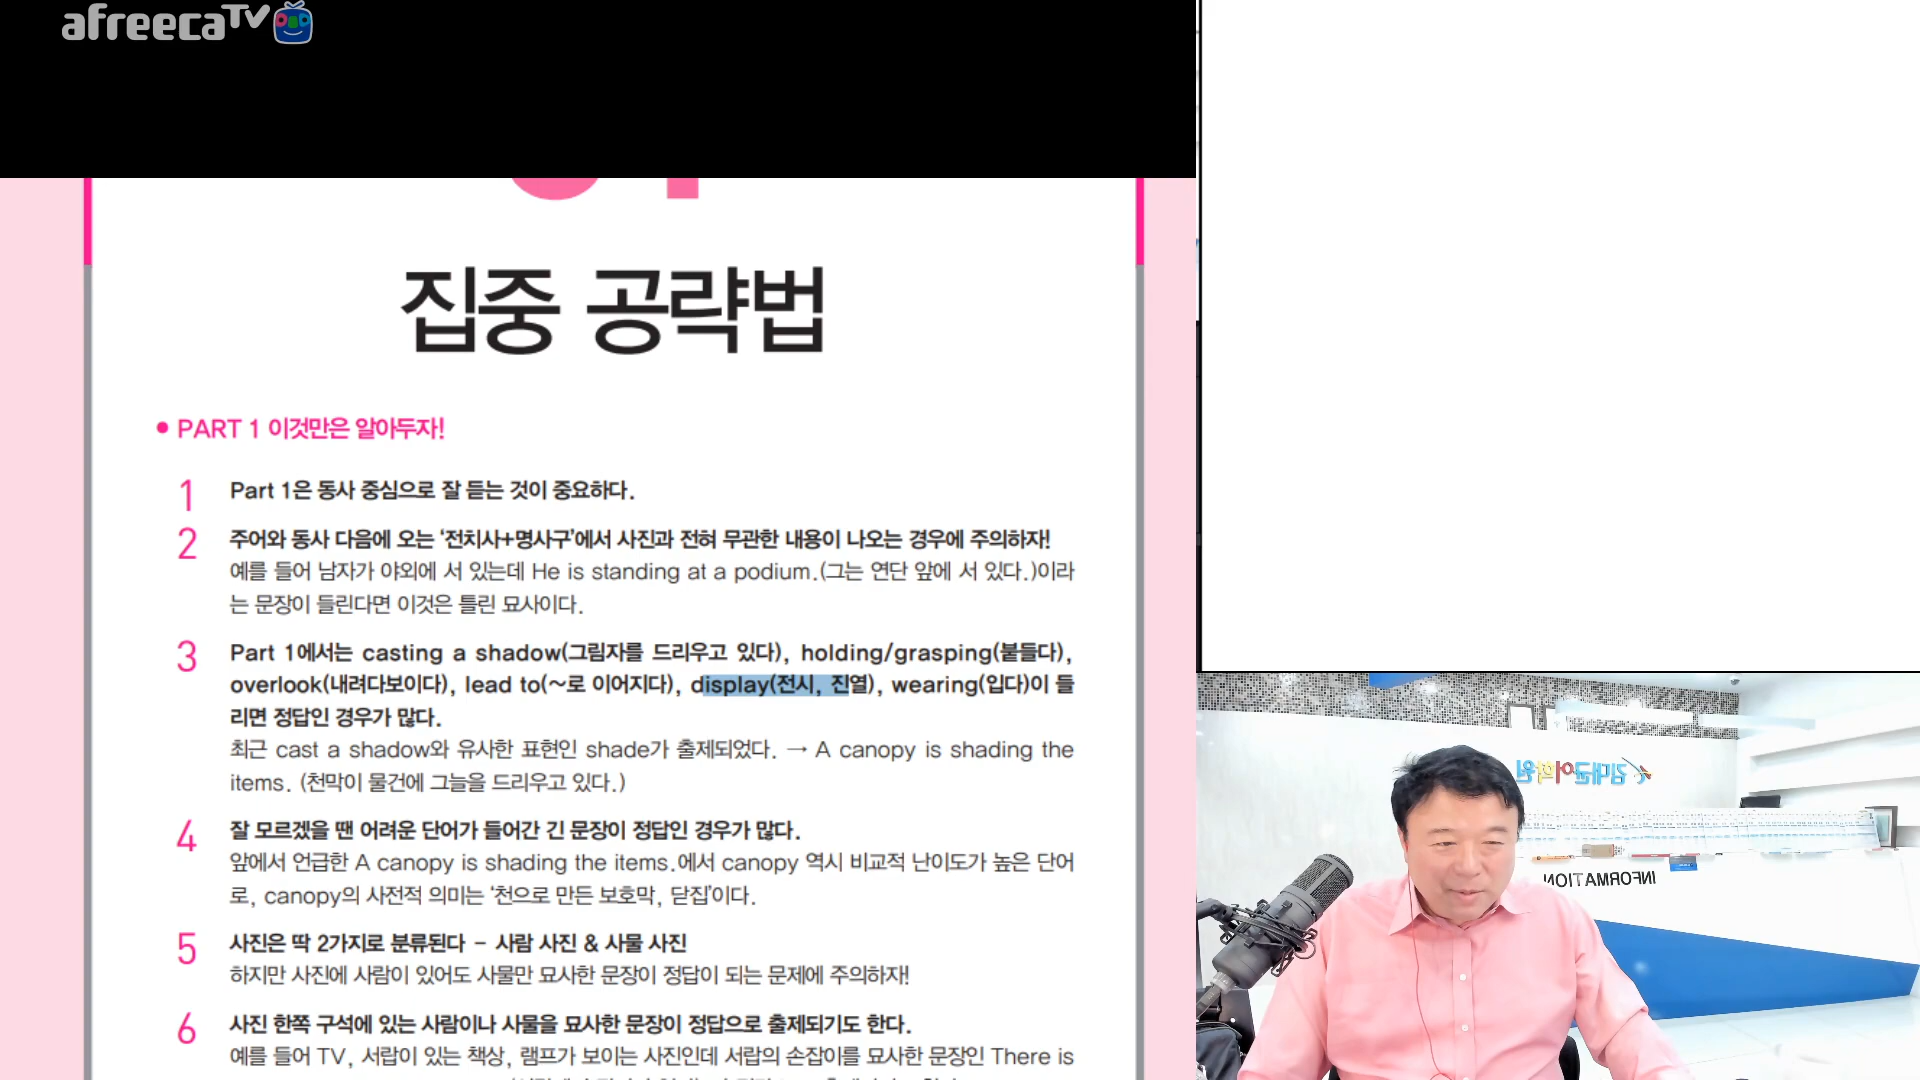 afreecaTV
집중 공략법
• PART 1 이것만은 알아두자!
1 Part 1은 동사 중심으로 잘 듣는 것이 중요하다.
2 주어와 동사 다음에 오는 ‘전치사+명사구’에서 사진과 전혀 무관한 내용이 나오는 경우에 주의하자!
예를 들어 남자가 야외에 서 있는데 He is standing at a podium.(그는 연단 앞에 서 있다.)이라
는 문장이 들린다면 이것은 틀린 묘사이다.
3 Part 1에서는 casting a shadow(그림자를 드리우고 있다), holding/grasping(붙들다),
overlook(내려다보이다), lead to(~로 이어지다), display(전시, 진열), wearing(입다)이 들
리면 정답인 경우가 많다.
최근 cast a shadow와 유사한 표현인 shade가 출제되었다. → A canopy is shading the
items. (천막이 물건에 그늘을 드리우고 있다.)
4 잘 모르겠을 땐 어려운 단어가 들어간 긴 문장이 정답인 경우가 많다.
앞에서 언급한 A canopy is shading the items.에서 canopy 역시 비교적 난이도가 높은 단어
로, canopy의 사전적 의미는 ‘천으로 만든 보호막, 닫집’이다.
5 사진은 딱 2가지로 분류된다 – 사람 사진 & 사물 사진
하지만 사진에 사람이 있어도 사물만 묘사한 문장이 정답이 되는 문제에 주의하자!
6 사진 한쪽 구석에 있는 사람이나 사물을 묘사한 문장이 정답으로 출제되기도 한다.
예를 들어 TV, 서랍이 있는 책상, 램프가 보이는 사진인데 서랍의 손잡이를 묘사한 문장인 There is
김대균어학원
INFORMATION